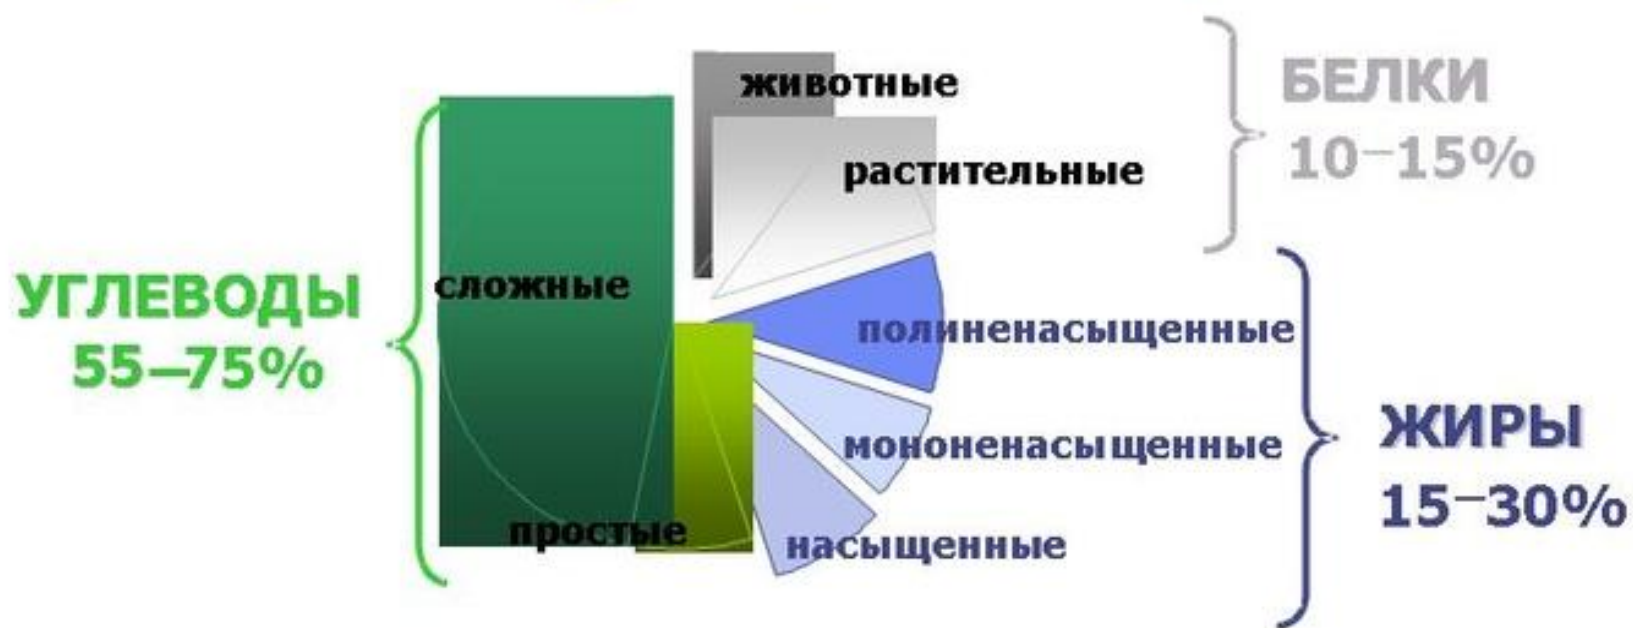 животные
растительные
БЕЛКИ
10–15%
УГЛЕВОДЫ
55–75%
сложные
простые
полиненасыщенные
мононенасыщенные
насыщенные
ЖИРЫ
15–30%